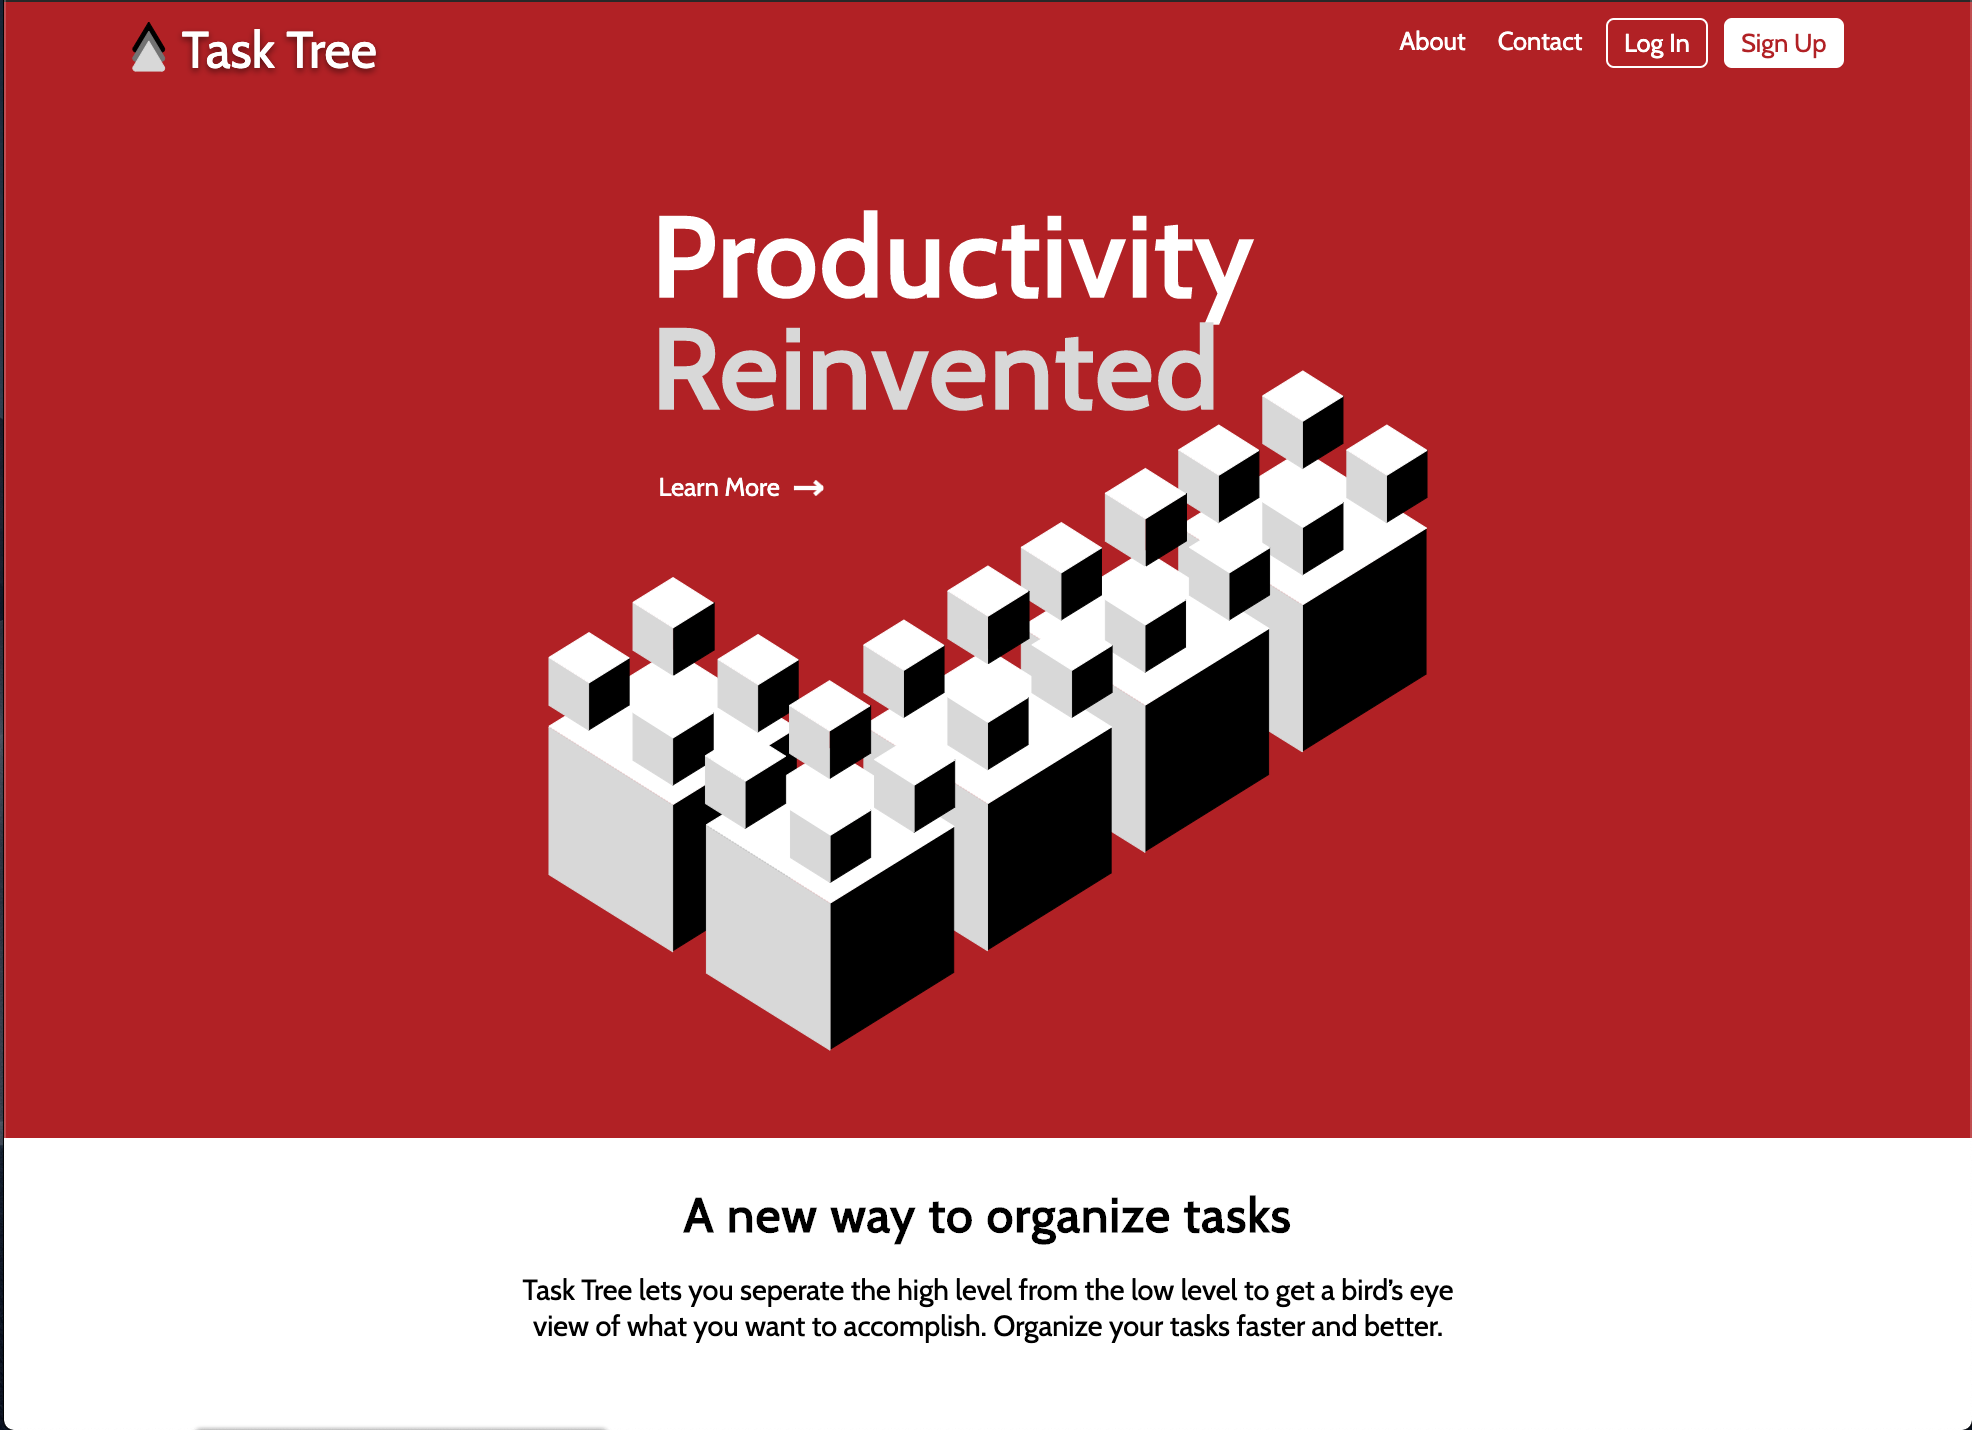 Task Tree
About
Contact
Log In
Sign Up
Productivity
Reinvented
Learn More →
A new way to organize tasks
Task Tree lets you seperate the high level from the low level to get a bird’s eye
view of what you want to accomplish. Organize your tasks faster and better.